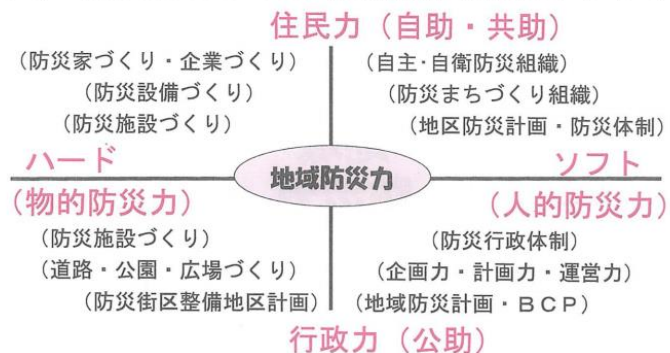 住民力(自助・共助)
(防災家づくり・企業づくり)
(防災設備づくり)
(防災施設づくり)
(自主・自衛防災組織)
(防災まちづくり組織)
(地区防災計画・防災体制)
ハード
(物的防災力)
地域防災力
ソフト
(人的防災力)
(防災施設づくり)
(道路・公園・広場づくり)
(防災街区整備地区計画)
(防災行政体制)
(企画力・計画力・運営力)
(地域防災計画・BCP)
行政力(公助)